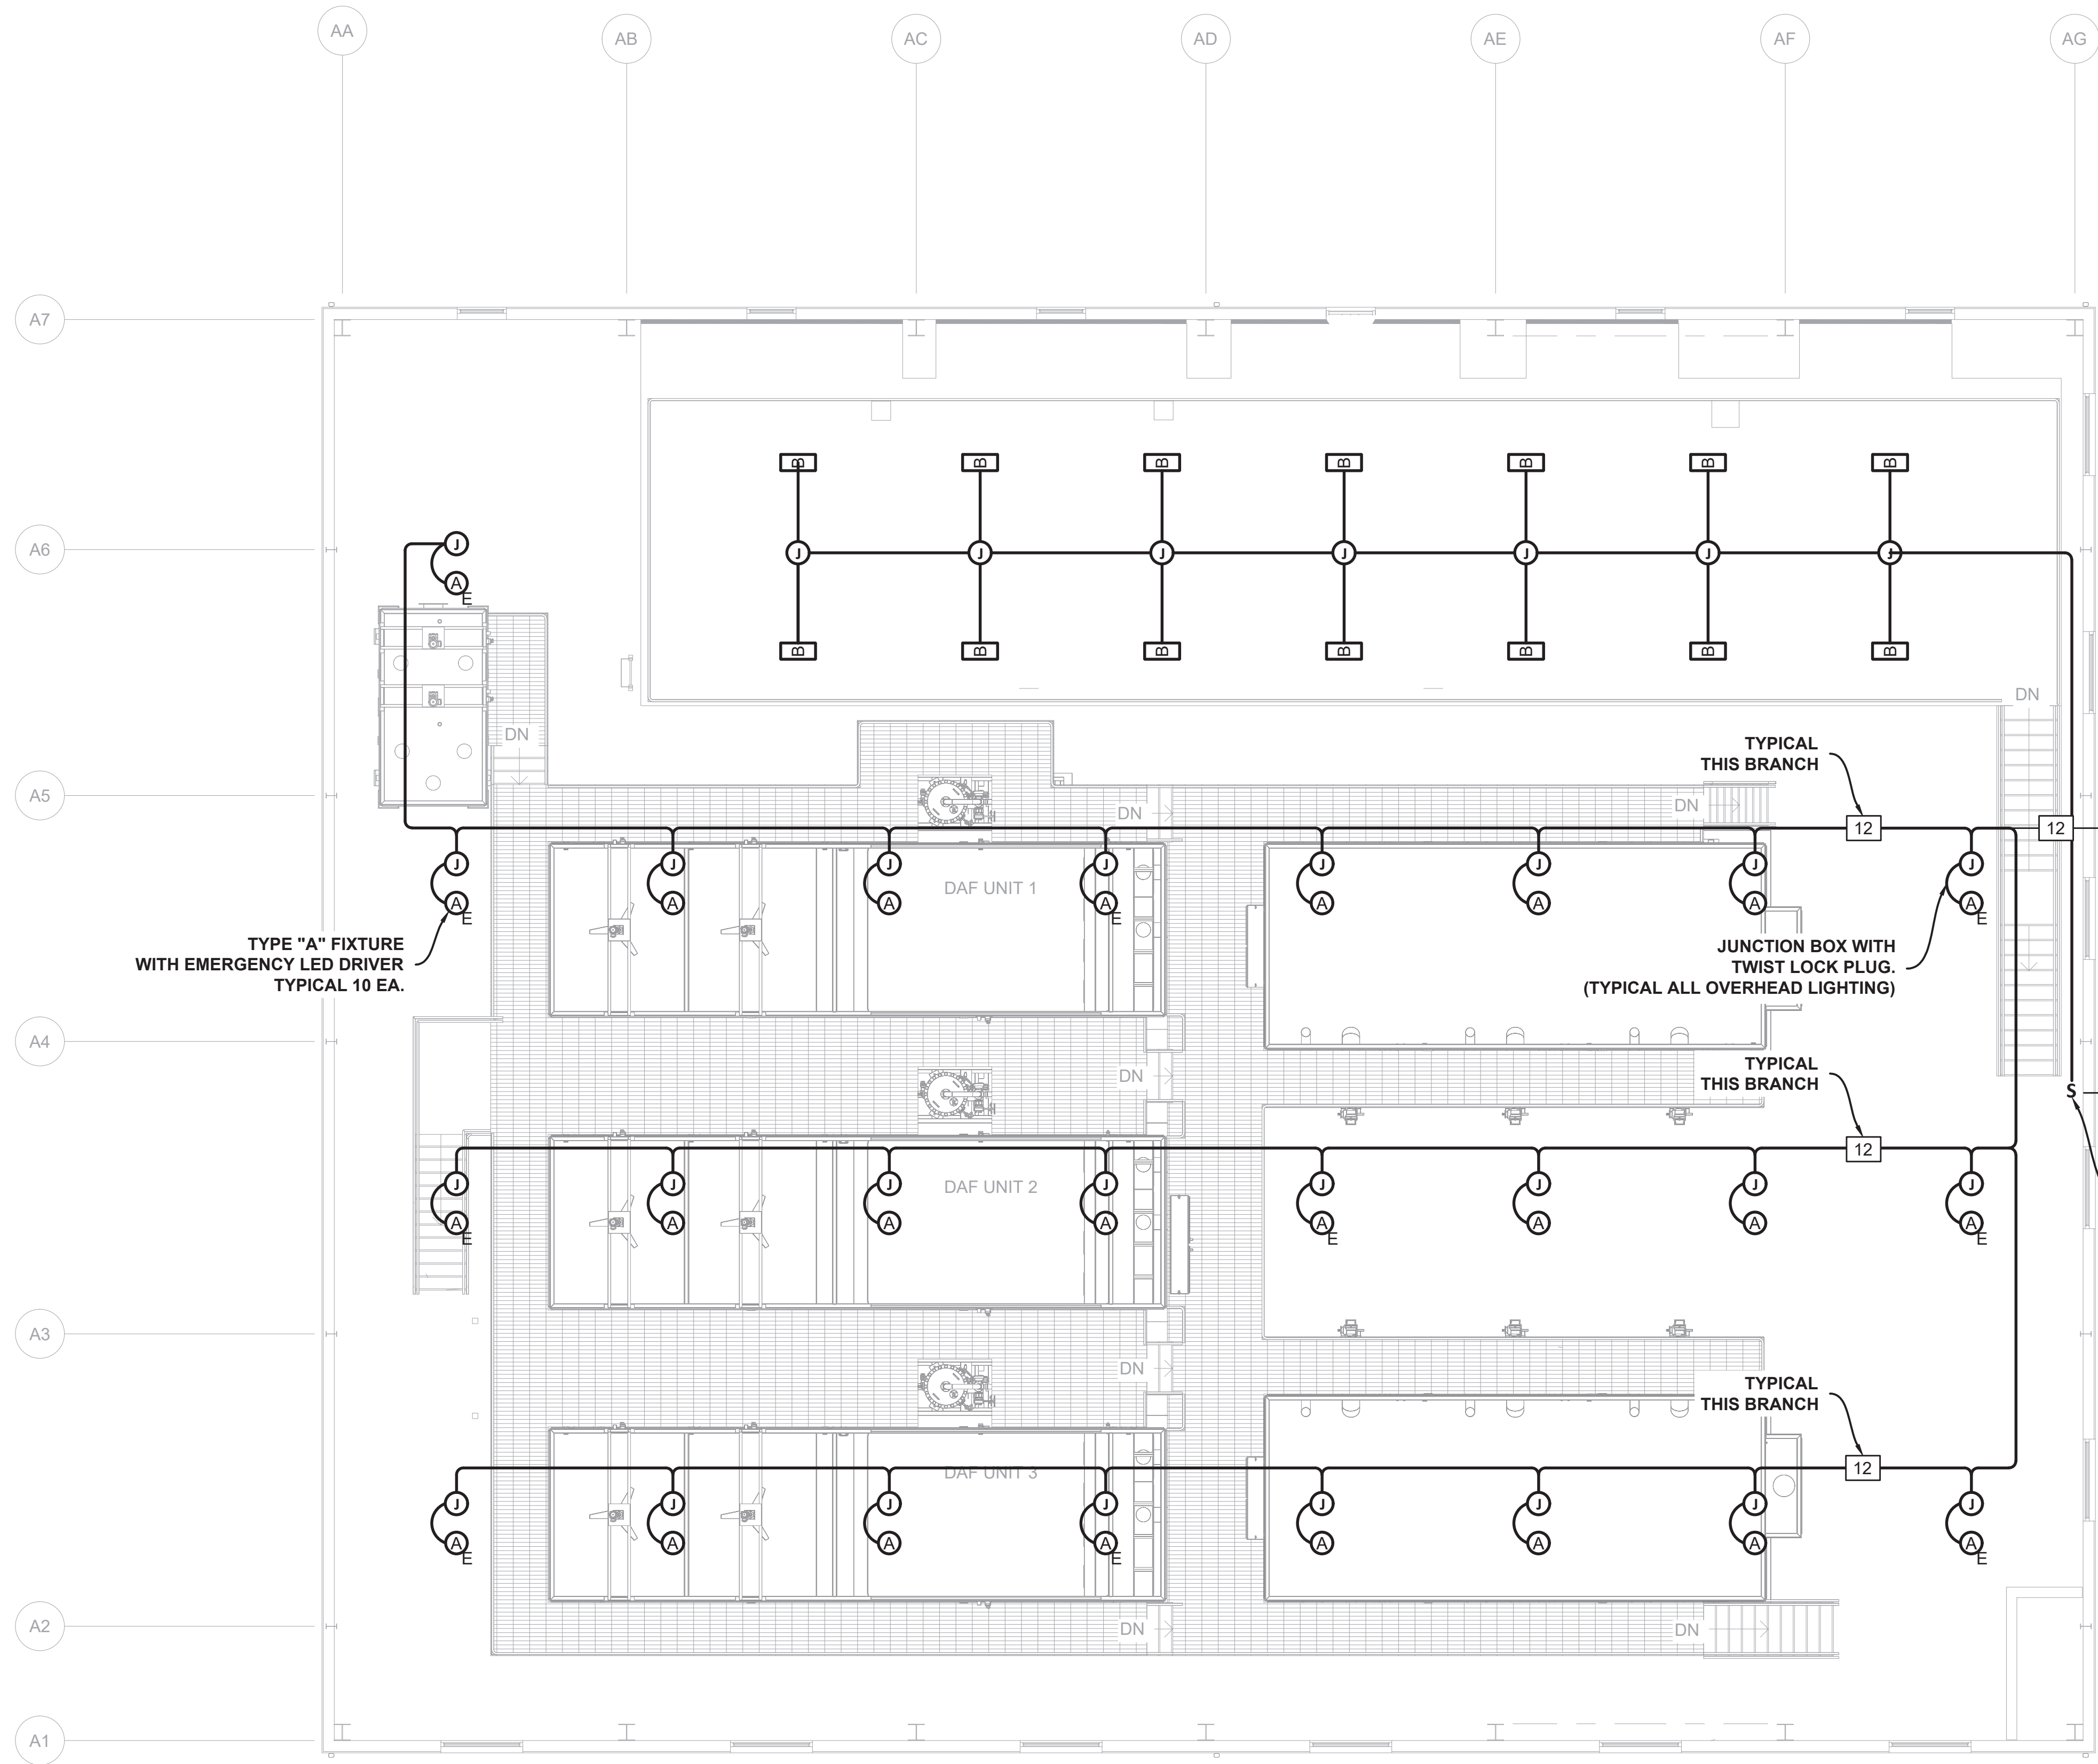 AA AB AC AD AE AF AG
A7
B B B B B B B
A6
J J J J J J J J
A
E
B B B B B B B
DN
DN
TYPICAL
THIS BRANCH
A5
DN
DN
12
12
J J J J J J J J
DAF UNIT 1
A A A A A A A A
E E E
TYPE "A" FIXTURE
WITH EMERGENCY LED DRIVER
TYPICAL 10 EA.
JUNCTION BOX WITH
TWIST LOCK PLUG.
(TYPICAL ALL OVERHEAD LIGHTING)
A4
TYPICAL
THIS BRANCH
DN
S
12
J J J J J J J J
DAF UNIT 2
A A A A A A A A
E E E
A3
DN
TYPICAL
THIS BRANCH
12
DAF UNIT 3
J J J J J J J J
A A A A A A A A
E E E
A2
DN
DN
A1